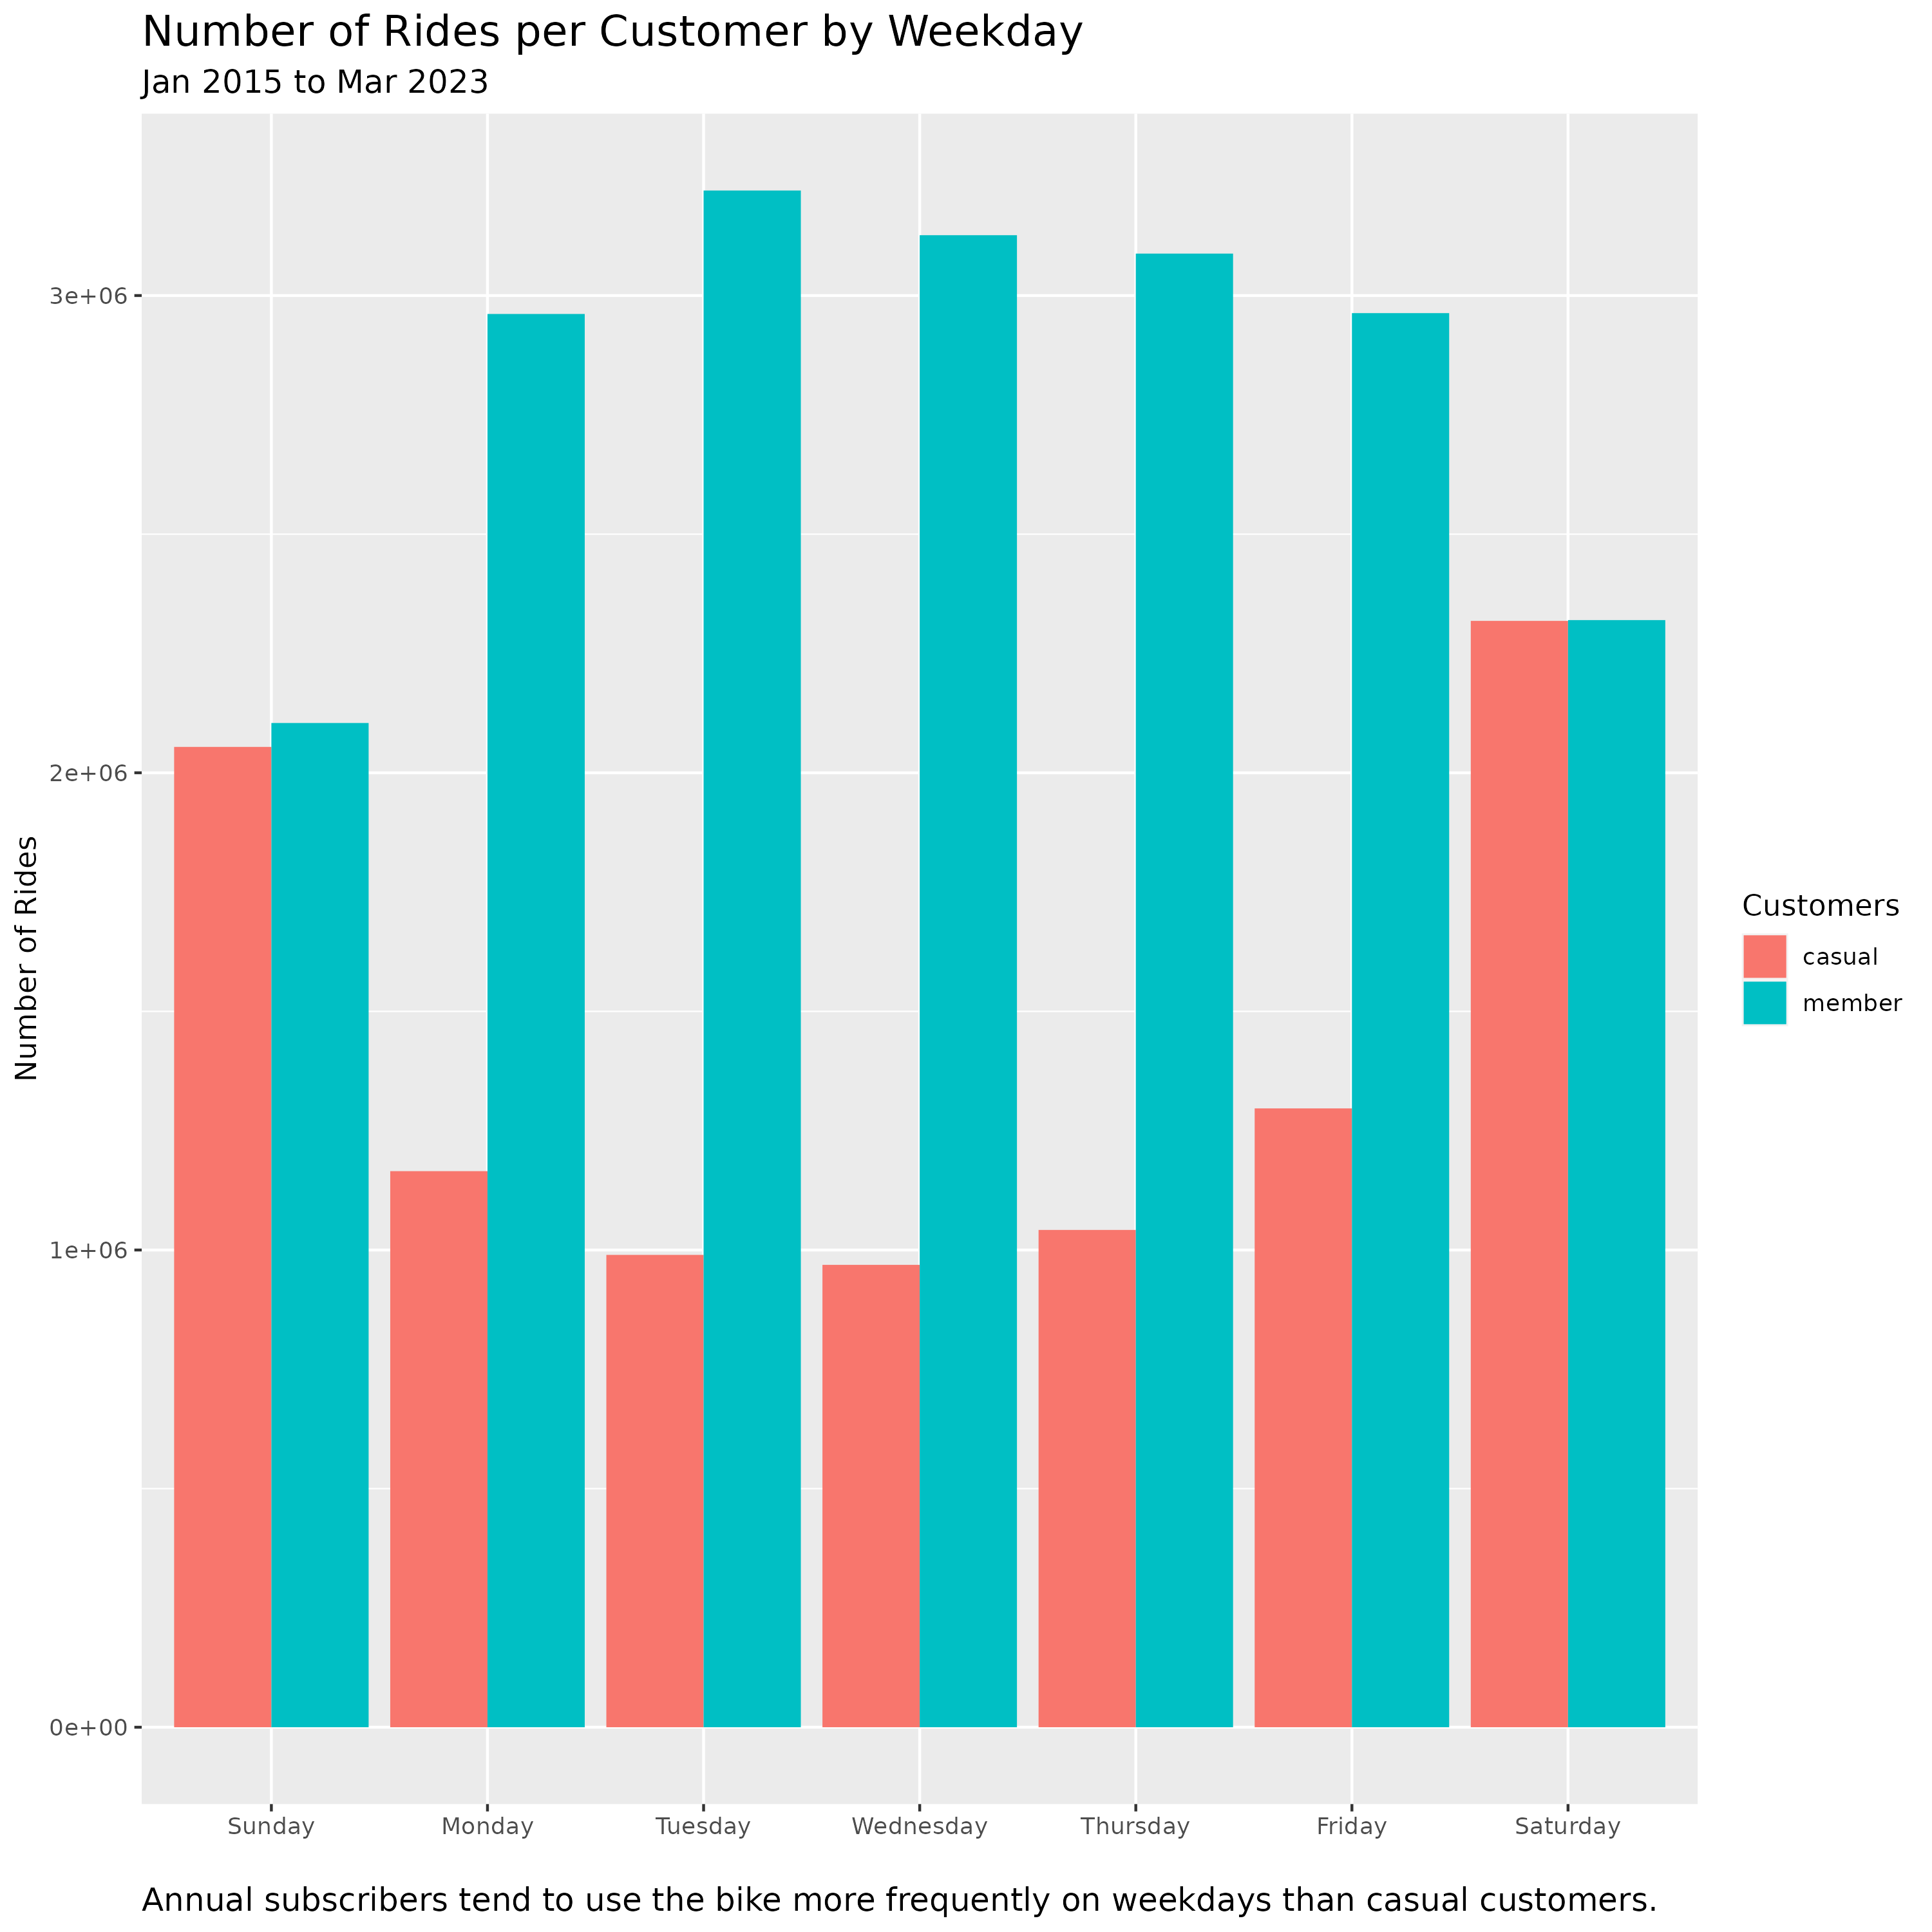 Number of Rides per Customer by Weekday
Jan 2015 to Mar 2023
Number of Rides
3e+06
2e+06
1e+06
0e+00
Sunday Monday Tuesday Wednesday Thursday Friday Saturday
Customers
casual
member
Annual subscribers tend to use the bike more frequently on weekdays than casual customers.